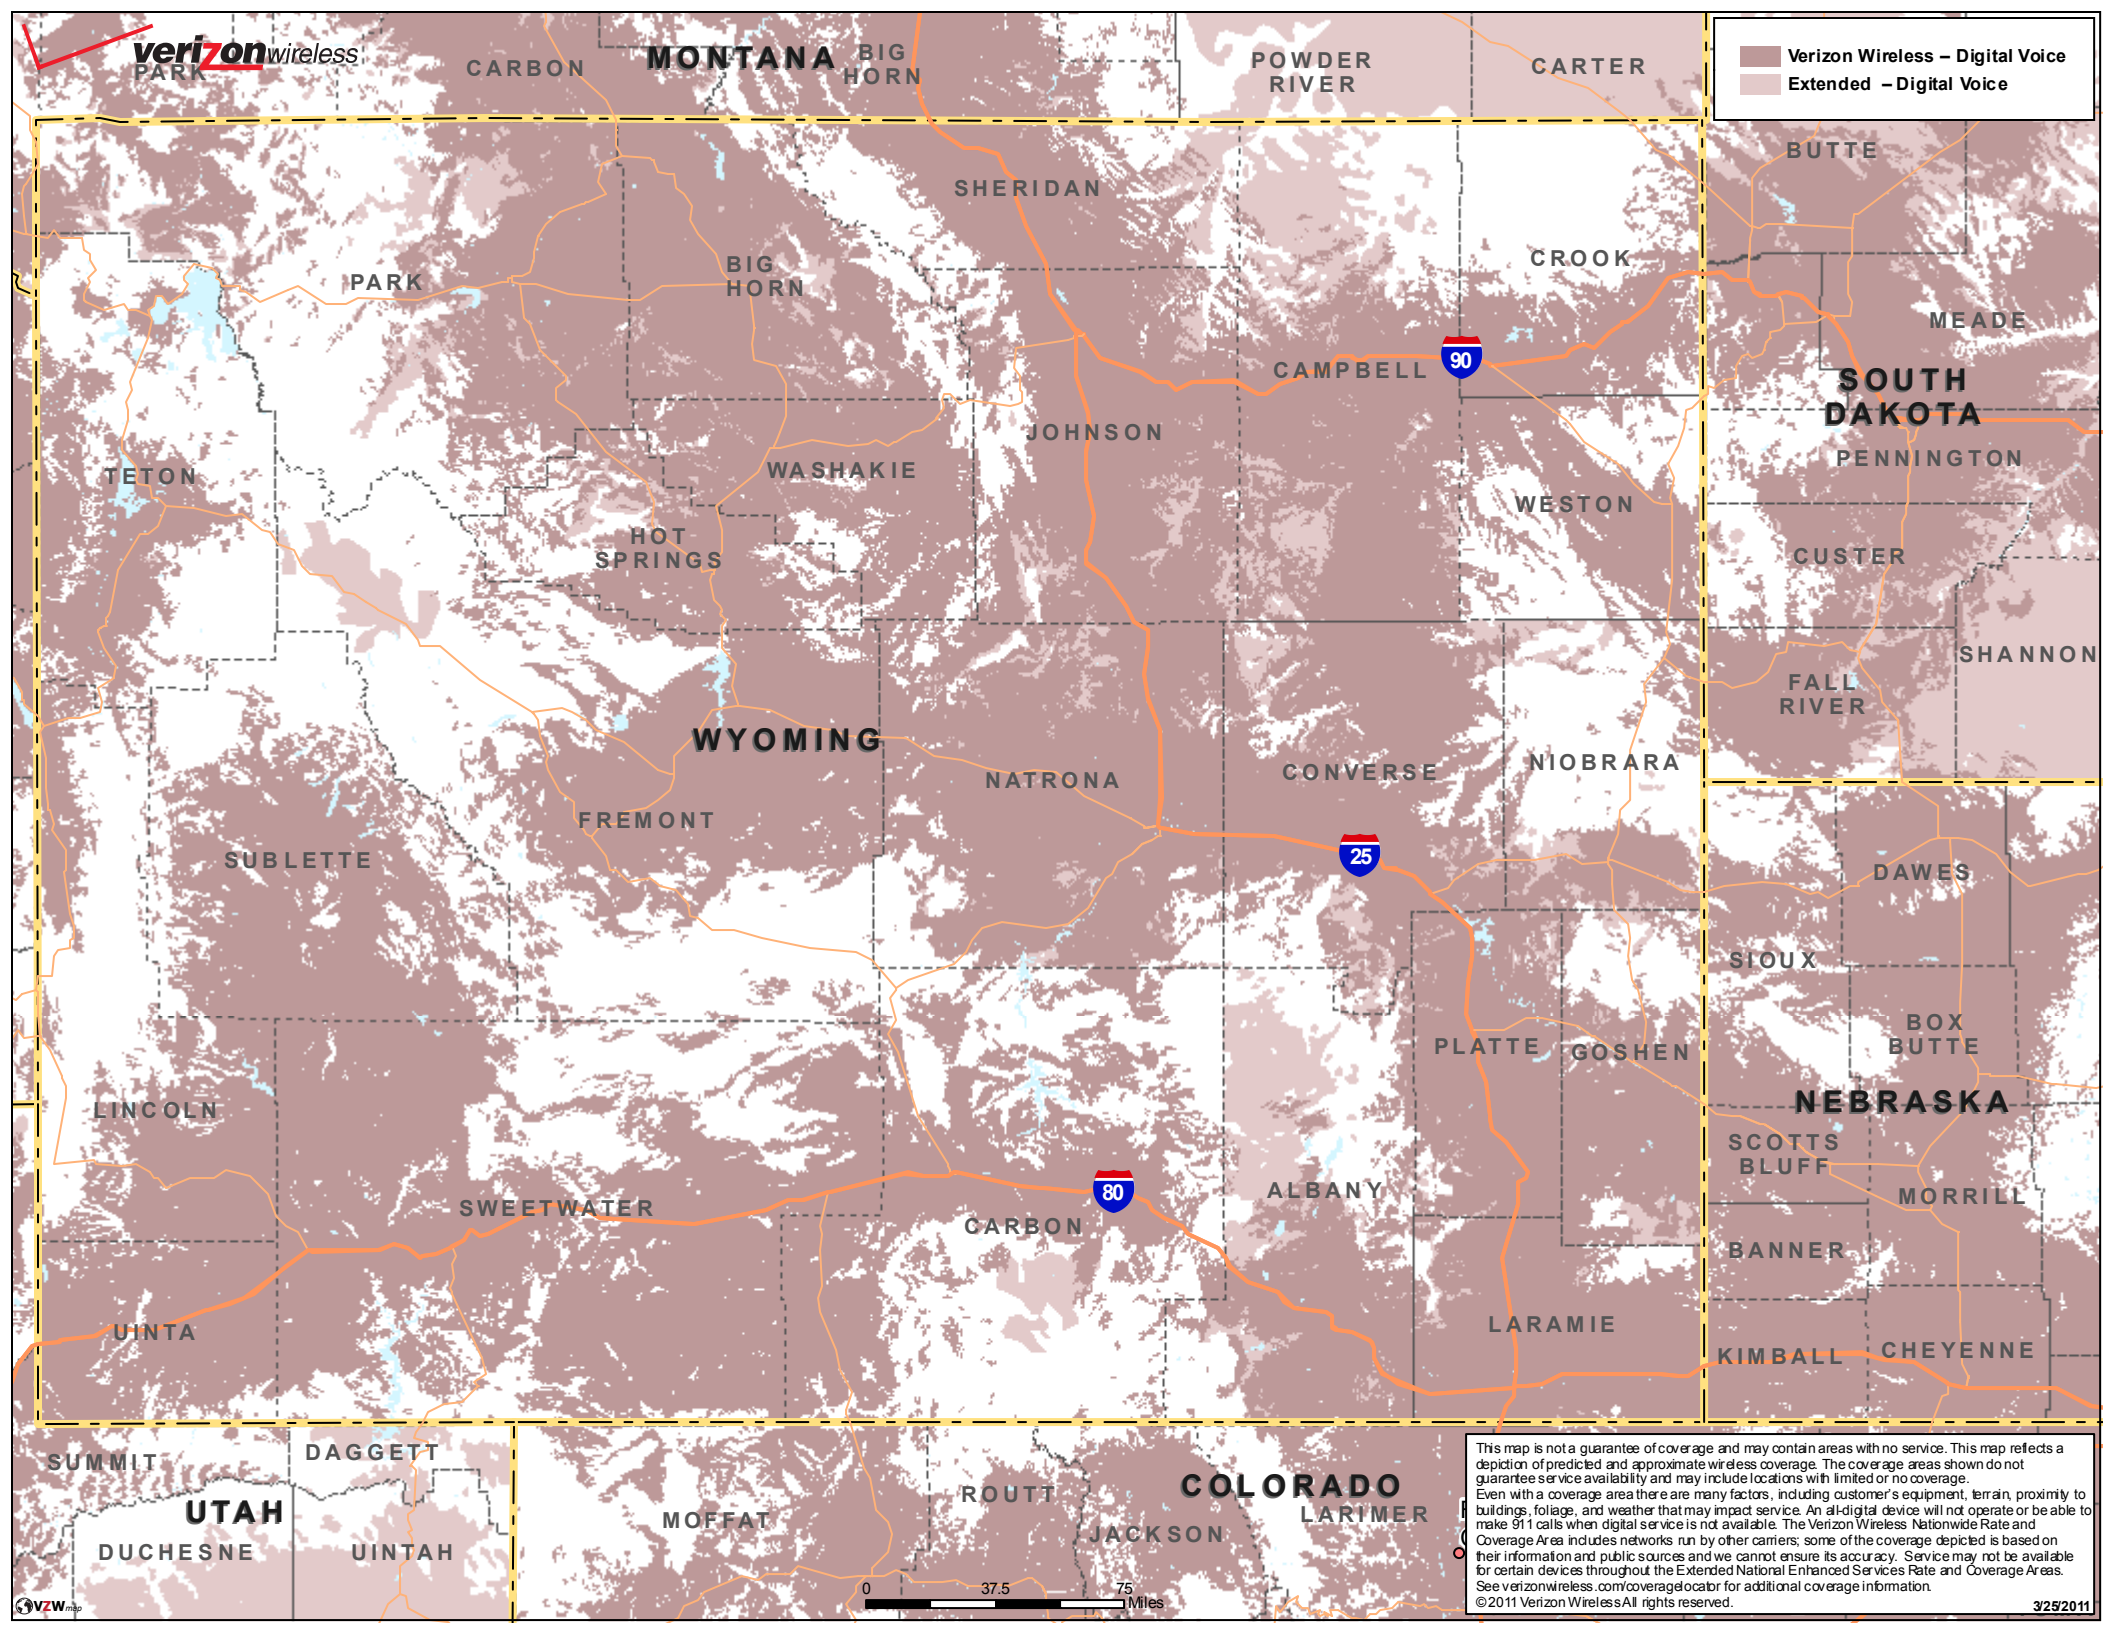 verizonwireless
PARK
CARBON
MONTANA
BIG
HORN
POWDER
RIVER
CARTER
Verizon Wireless – Digital Voice
Extended – Digital Voice
BUTTE
SHERIDAN
CROOK
PARK
BIG
HORN
MEADE
90
CAMPBELL
SOUTH
DAKOTA
JOHNSON
PENNINGTON
WASHAKIE
TETON
WESTON
HOT
SPRINGS
CUSTER
SHANNON
FALL
RIVER
WYOMING
NIOBRARA
CONVERSE
NATRONA
FREMONT
25
SUBLETTE
DAWES
SIOUX
BOX
BUTTE
PLATTE
GOSHEN
LINCOLN
NEBRASKA
SCOTTS
BLUFF
80
ALBANY
MORRILL
SWEETWATER
CARBON
BANNER
UINTA
LARAMIE
KIMBALL
CHEYENNE
SUMMIT
DAGGETT
COLORADO
ROUTT
UTAH
MOFFAT
LARIMER
JACKSON
DUCHESNE
UINTAH
0 37.5 75
Miles
VZWmap
This map is not a guarantee of coverage and may contain areas with no service. This map reflects a
depiction of predicted and approximate wireless coverage. The coverage areas shown do not
guarantee service availability and may include locations with limited or no coverage.
Even with a coverage area there are many factors, including customer's equipment, terrain, proximity to
buildings, foliage, and weather that may impact service. An all-digital device will not operate or be able to
make 911 calls when digital service is not available. The Verizon Wireless Nationwide Rate and
Coverage Area includes networks run by other carriers; some of the coverage depicted is based on
their information and public sources and we cannot ensure its accuracy. Service may not be available
for certain devices throughout the Extended National Enhanced Services Rate and Coverage Areas.
See verizonwireless.com/coveragelocator for additional coverage information.
©2011 Verizon Wireless All rights reserved.
3/25/2011